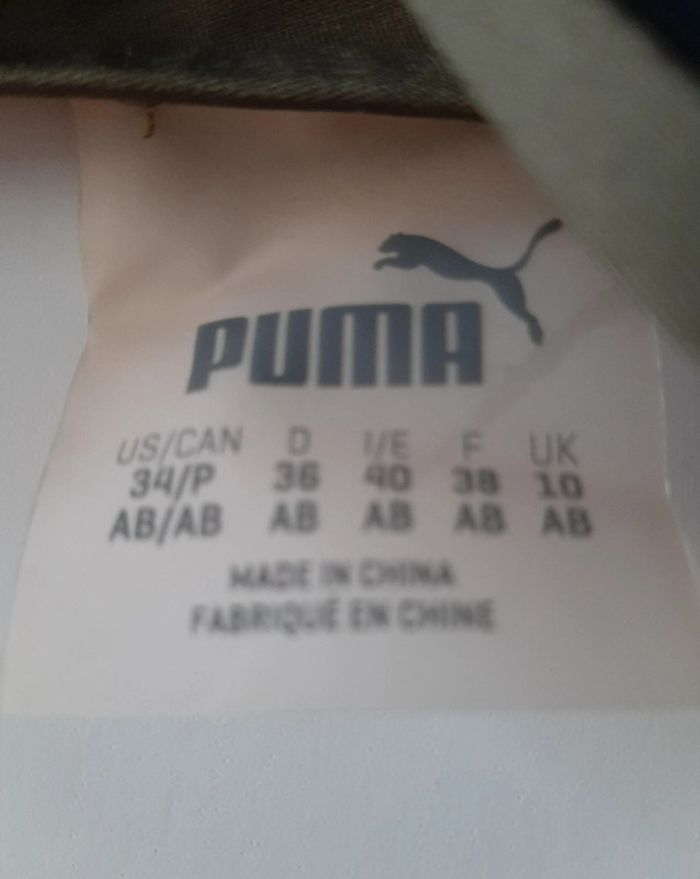 PUMA
US/CAN D I/E F UK
34/P 36 40 38 10
AB/AB AB AB AB AB
MADE IN CHINA
FABRIQUÉ EN CHINE